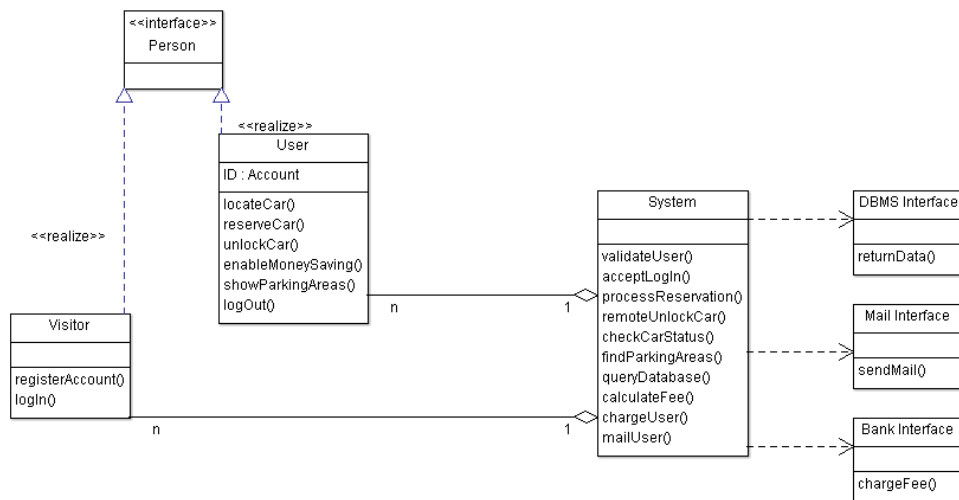 <<interface>>
Person
<<realize>>
User
ID : Account
locateCar()
reserveCar()
unlockCar()
enableMoneySaving()
showParkingAreas()
logOut()
<<realize>>
Visitor
registerAccount()
logIn()
n
1
n
1
System
validateUser()
acceptLogIn()
processReservation()
remoteUnlockCar()
checkCarStatus()
findParkingAreas()
queryDatabase()
calculateFee()
chargeUser()
mailUser()
DBMS Interface
returnData()
Mail Interface
sendMail()
Bank Interface
chargeFee()